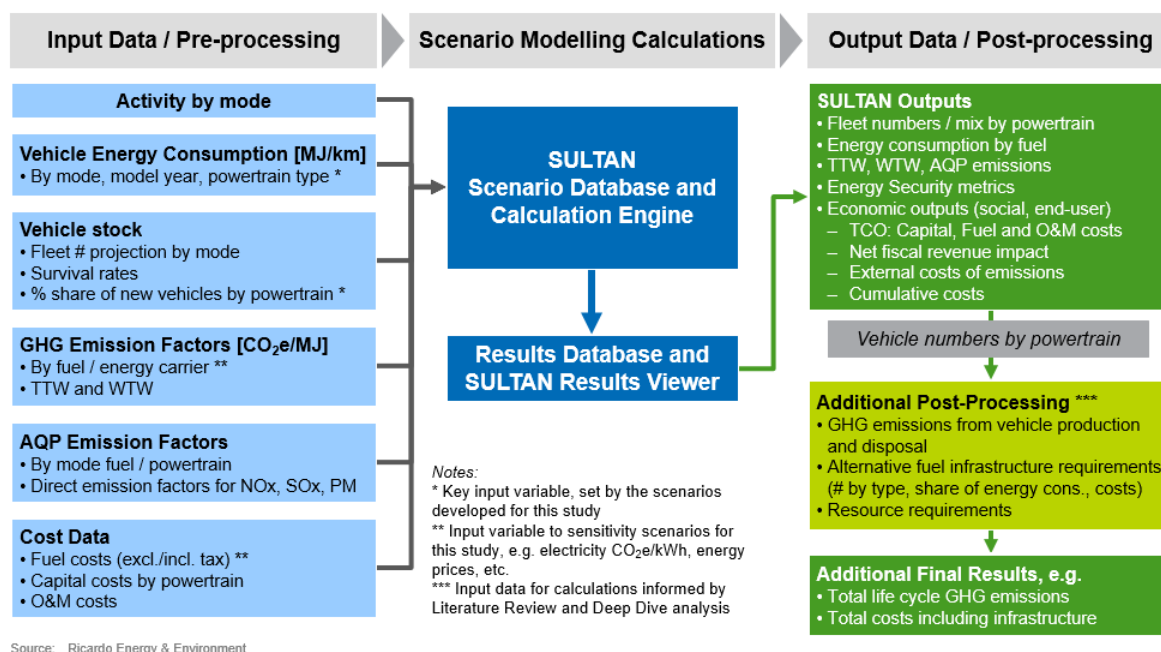 Input Data / Pre-processing
Scenario Modelling Calculations
Output Data / Post-processing
Activity by mode
Vehicle Energy Consumption [MJ/km]
• By mode, model year, powertrain type *
Vehicle stock
• Fleet # projection by mode
• Survival rates
• % share of new vehicles by powertrain *
GHG Emission Factors [CO₂e/MJ]
• By fuel / energy carrier **
• TTW and WTW
AQP Emission Factors
• By mode fuel / powertrain
• Direct emission factors for NOx, SOx, PM
Cost Data
• Fuel costs (excl./incl. tax) **
• Capital costs by powertrain
• O&M costs
SULTAN
Scenario Database and
Calculation Engine
Results Database and
SULTAN Results Viewer
Notes:
* Key input variable, set by the scenarios
developed for this study
** Input variable to sensitivity scenarios for
this study, e.g. electricity CO₂e/kWh, energy
prices, etc.
*** Input data for calculations informed by
Literature Review and Deep Dive analysis
SULTAN Outputs
• Fleet numbers / mix by powertrain
• Energy consumption by fuel
• TTW, WTW, AQP emissions
• Energy Security metrics
• Economic outputs (social, end-user)
– TCO: Capital, Fuel and O&M costs
– Net fiscal revenue impact
– External costs of emissions
– Cumulative costs
Vehicle numbers by powertrain
Additional Post-Processing ***
• GHG emissions from vehicle production
and disposal
• Alternative fuel infrastructure requirements
(# by type, share of energy cons., costs)
• Resource requirements
Additional Final Results, e.g.
• Total life cycle GHG emissions
• Total costs including infrastructure
Source: Ricardo Energy & Environment